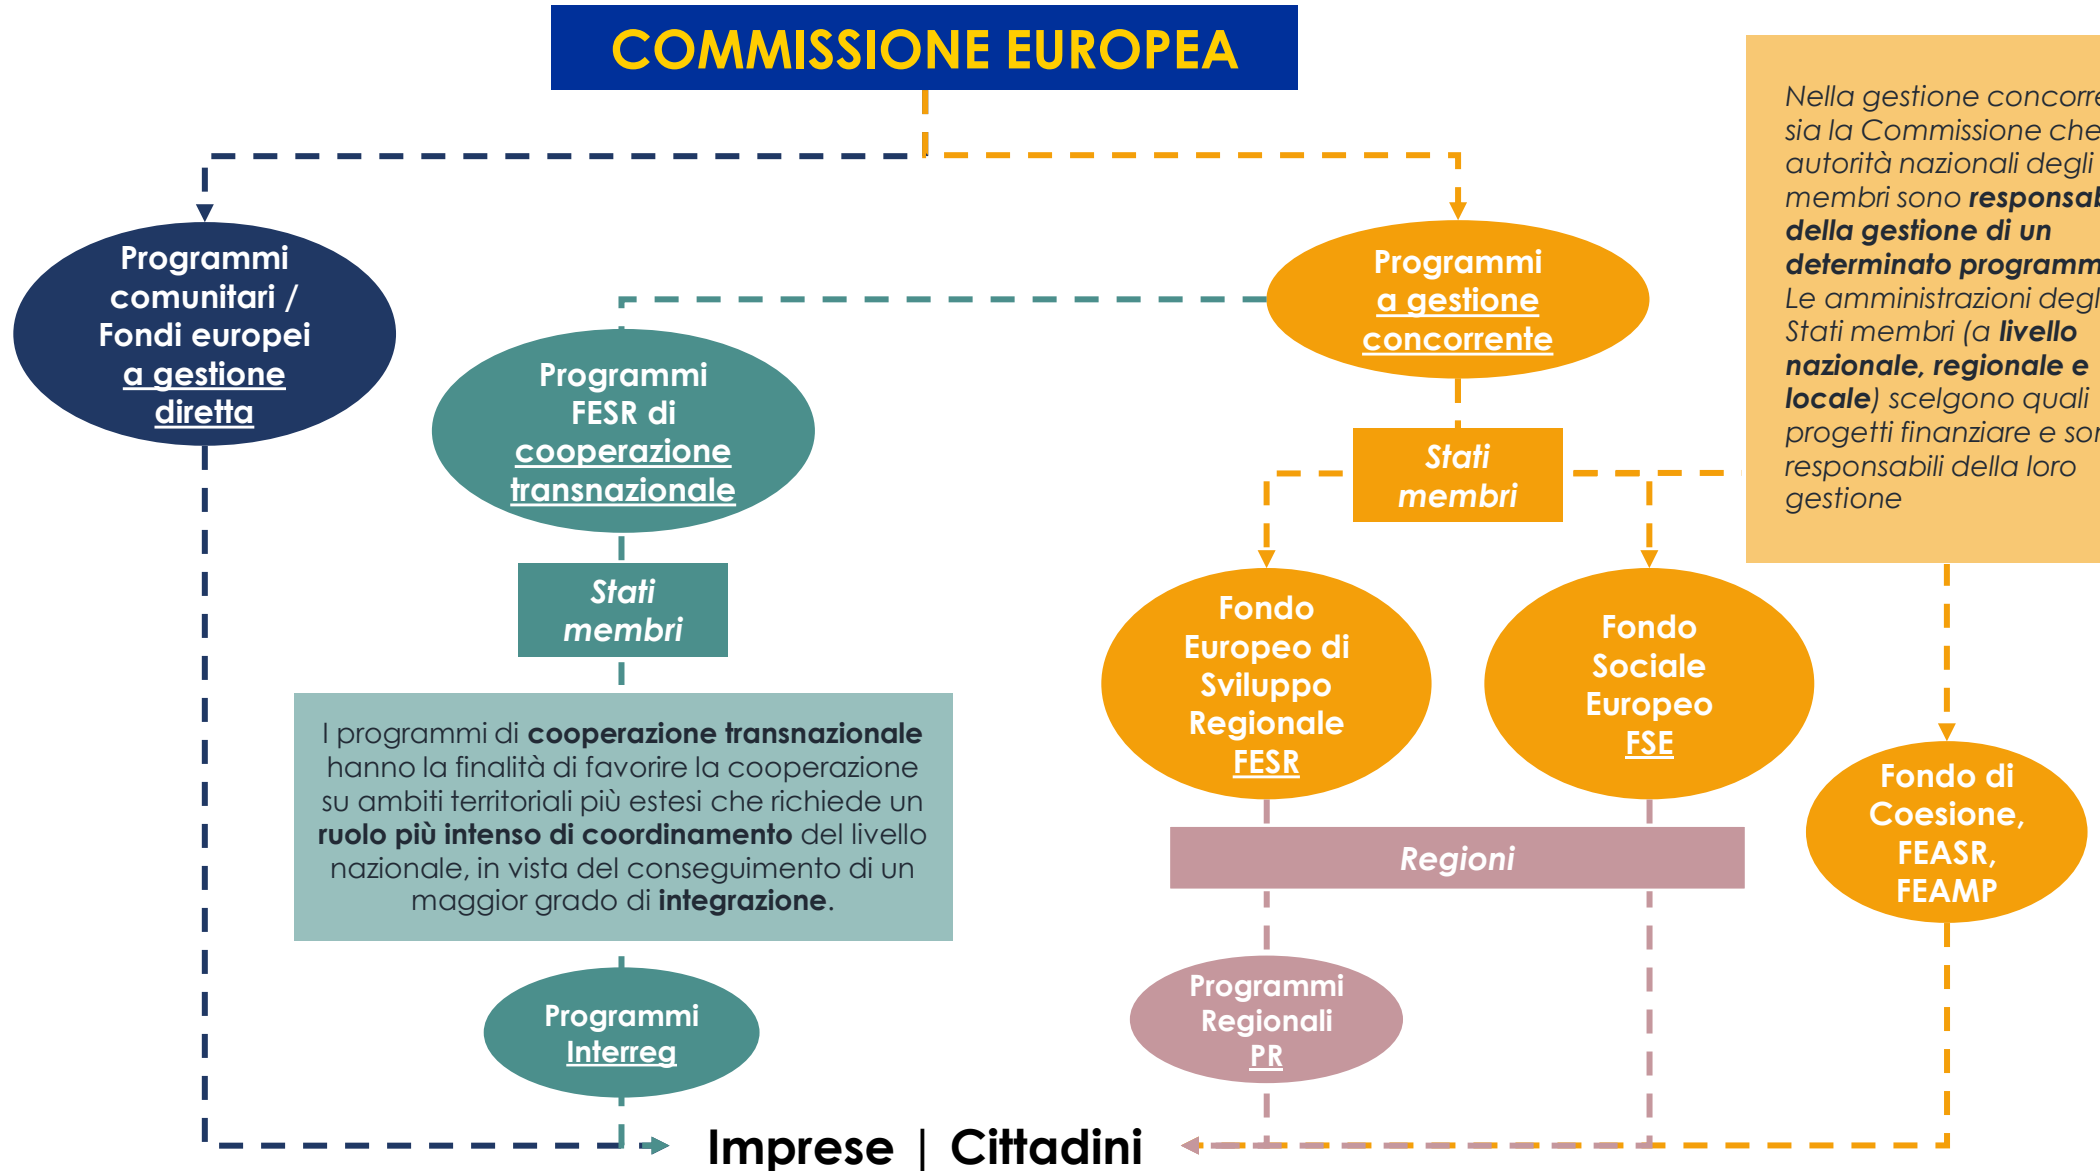 COMMISSIONE EUROPEA
Nella gestione
sia la Commissione che
autorità nazionali degli
membri sono
della gestione di un
determinato
Le amministrazioni
Stati membri (a livello
nazionale, regionale e
locale) scelgono quali
progetti finanziare e
responsabili della loro
gestione
Programmi
comunitari /
Fondi europei
a gestione
diretta
Programmi
a gestione
concorrente
Programmi
FESR di
cooperazione
transnazionale
Stati
membri
Stati
membri
I programmi di cooperazione transnazionale
hanno la finalità di favorire la cooperazione
su ambiti territoriali più estesi che richiede un
ruolo più intenso di coordinamento del livello
nazionale, in vista del conseguimento di un
maggior grado di integrazione.
Fondo
Europeo di
Sviluppo
Regionale
FESR
Fondo
Sociale
Europeo
FSE
Fondo di
Coesione,
FEASR,
FEAMP
Regioni
Programmi
Interreg
Programmi
Regionali
PR
Imprese | Cittadini